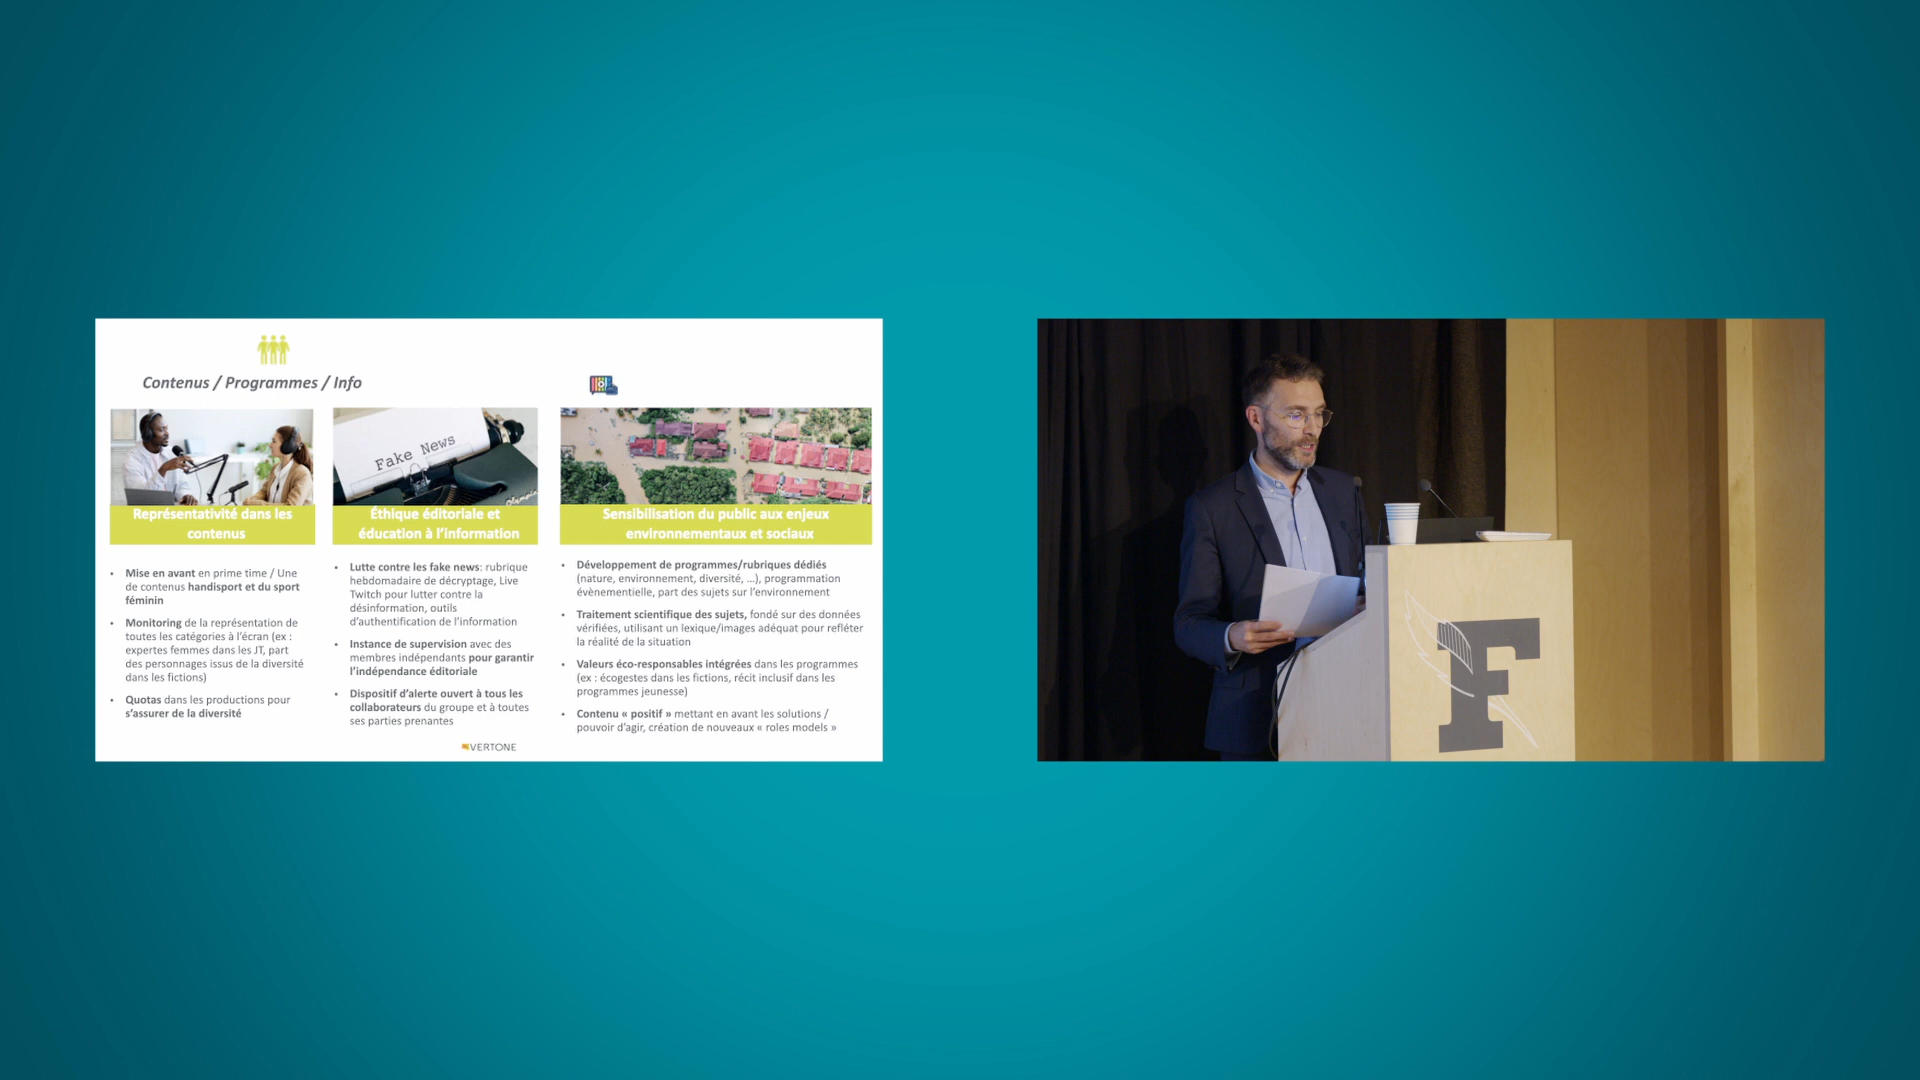 Contenus / Programmes / Info
Fake News
Olympia
Représentativité dans les
contenus
• Mise en avant en prime time / Une
de contenus handisport et du sport
féminin
• Monitoring de la représentation de
toutes les catégories à l'écran (ex :
expertes femmes dans les JT, part
des personnages issus de la diversité
dans les fictions)
• Quotas dans les productions pour
s'assurer de la diversité
Éthique éditoriale et
éducation à l'information
• Lutte contre les fake news: rubrique
hebdomadaire de décryptage, Live
Twitch pour lutter contre la
désinformation, outils
d'authentification de l'information
• Instance de supervision avec des
membres indépendants pour garantir
l'indépendance éditoriale
• Dispositif d'alerte ouvert à tous les
collaborateurs du groupe et à toutes
ses parties prenantes
Sensibilisation du public aux enjeux
environnementaux et sociaux
• Développement de programmes/rubriques dédiés
(nature, environnement, diversité, ...), programmation
évènementielle, part des sujets sur l'environnement
• Traitement scientifique des sujets, fondé sur des données
vérifiées, utilisant un lexique/images adéquat pour refléter
la réalité de la situation
• Valeurs éco-responsables intégrées dans les programmes
(ex : écogestes dans les fictions, récit inclusif dans les
programmes jeunesse)
• Contenu « positif » mettant en avant les solutions /
pouvoir d'agir, création de nouveaux « roles models »
VERTONE
F